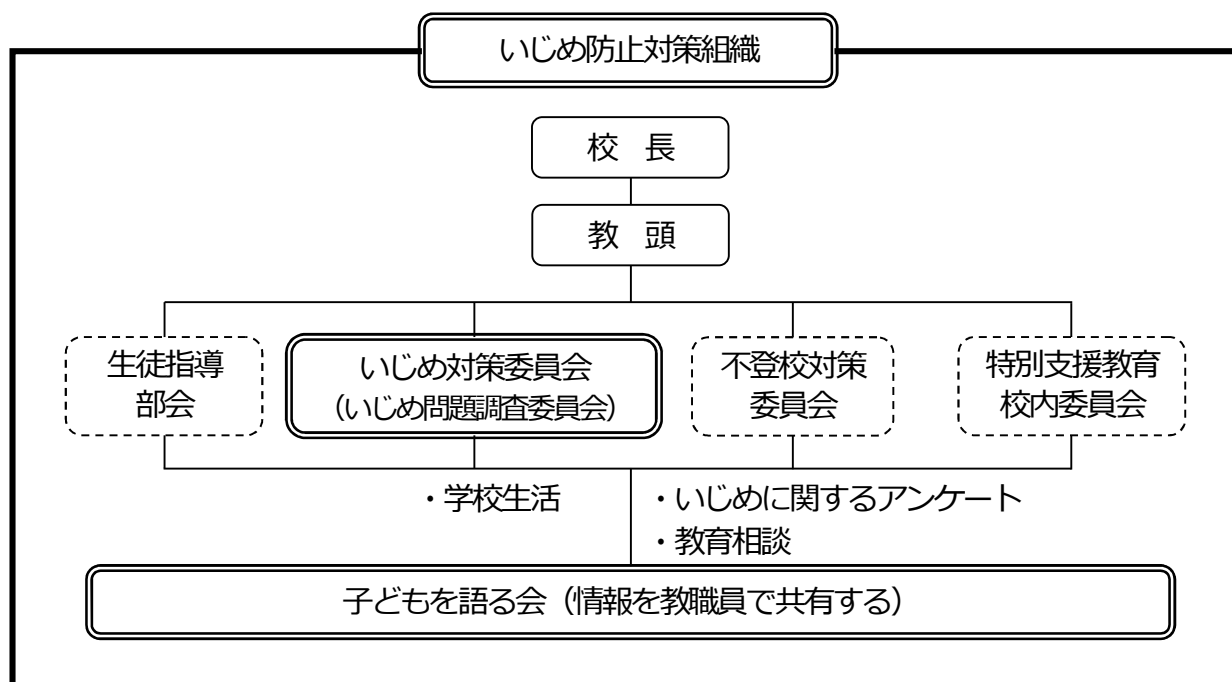 いじめ防止対策組織
校　長
教　頭
生徒指導
部会
いじめ対策委員会
（いじめ問題調査委員会）
不登校対策
委員会
特別支援教育
校内委員会
・学校生活
・いじめに関するアンケート
・教育相談
子どもを語る会（情報を教職員で共有する）